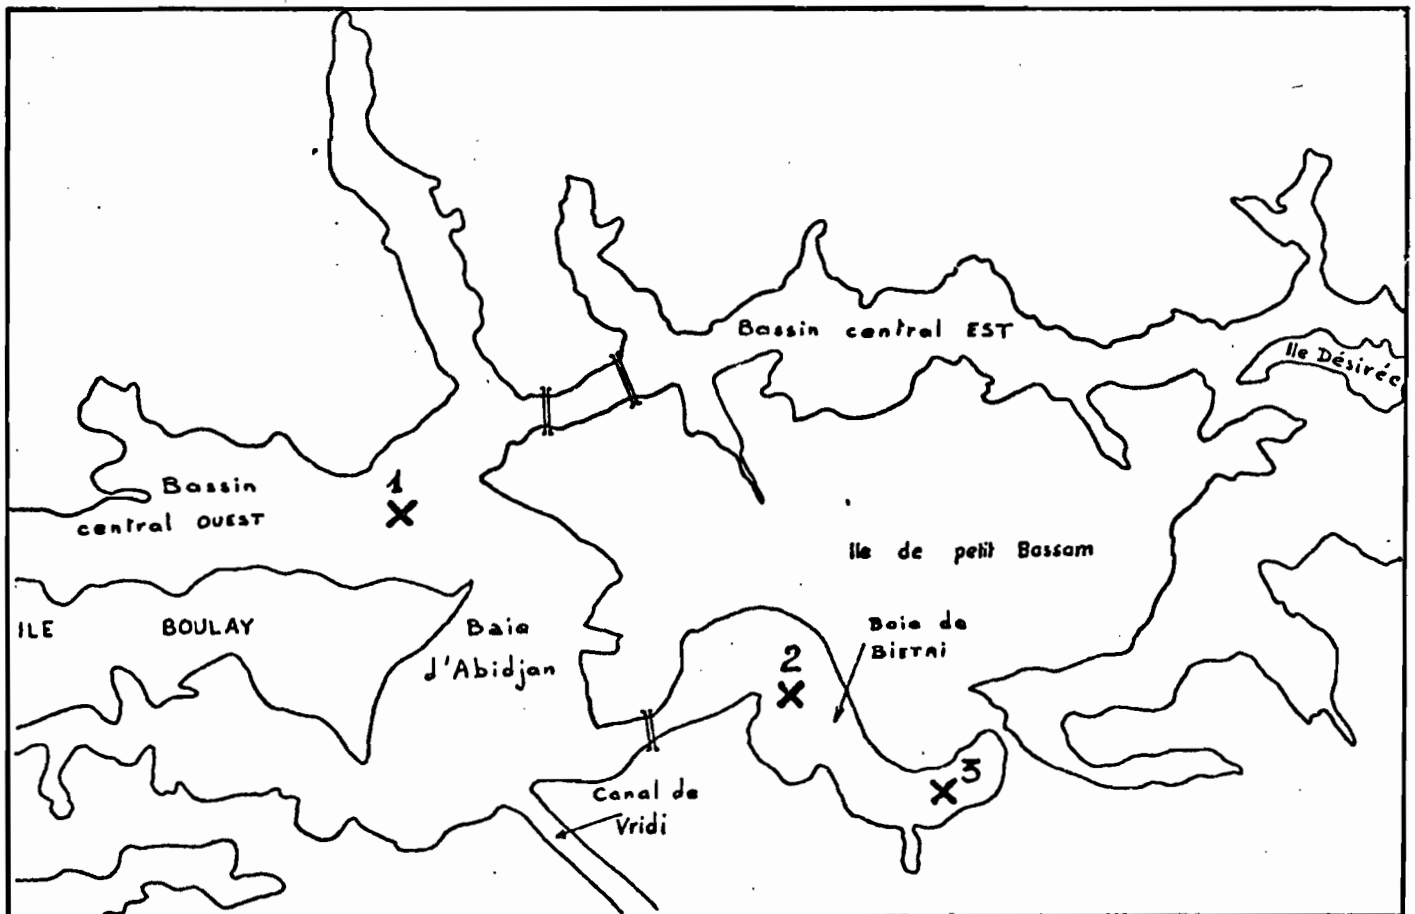 Bassin central EST
Ile Désirée
1
Bassin
central OUEST
Ile de petit Bassam
ILE BOULAY
Baie
d'Abidjan
Baie de
BIETRI
2
3
Canal de
Vridi